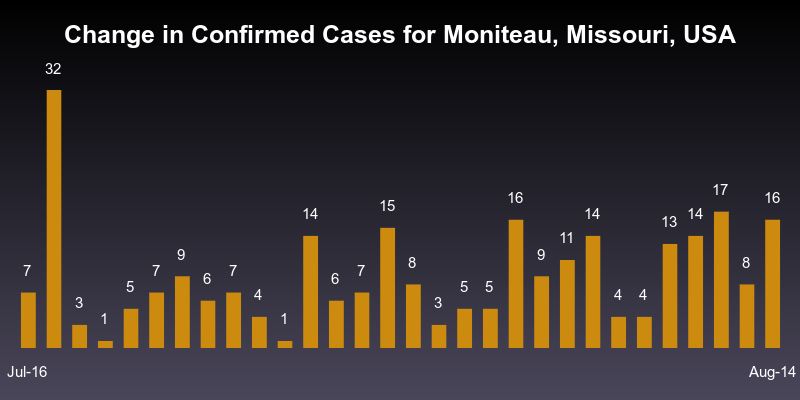 Change in Confirmed Cases for Moniteau, Missouri, USA
7 32 3 1 5 7 9 6 7 4 1 14 6 7 15 8 3 5 5 16 9 11 14 4 4 13 14 17 8 16
Jul-16 Aug-14